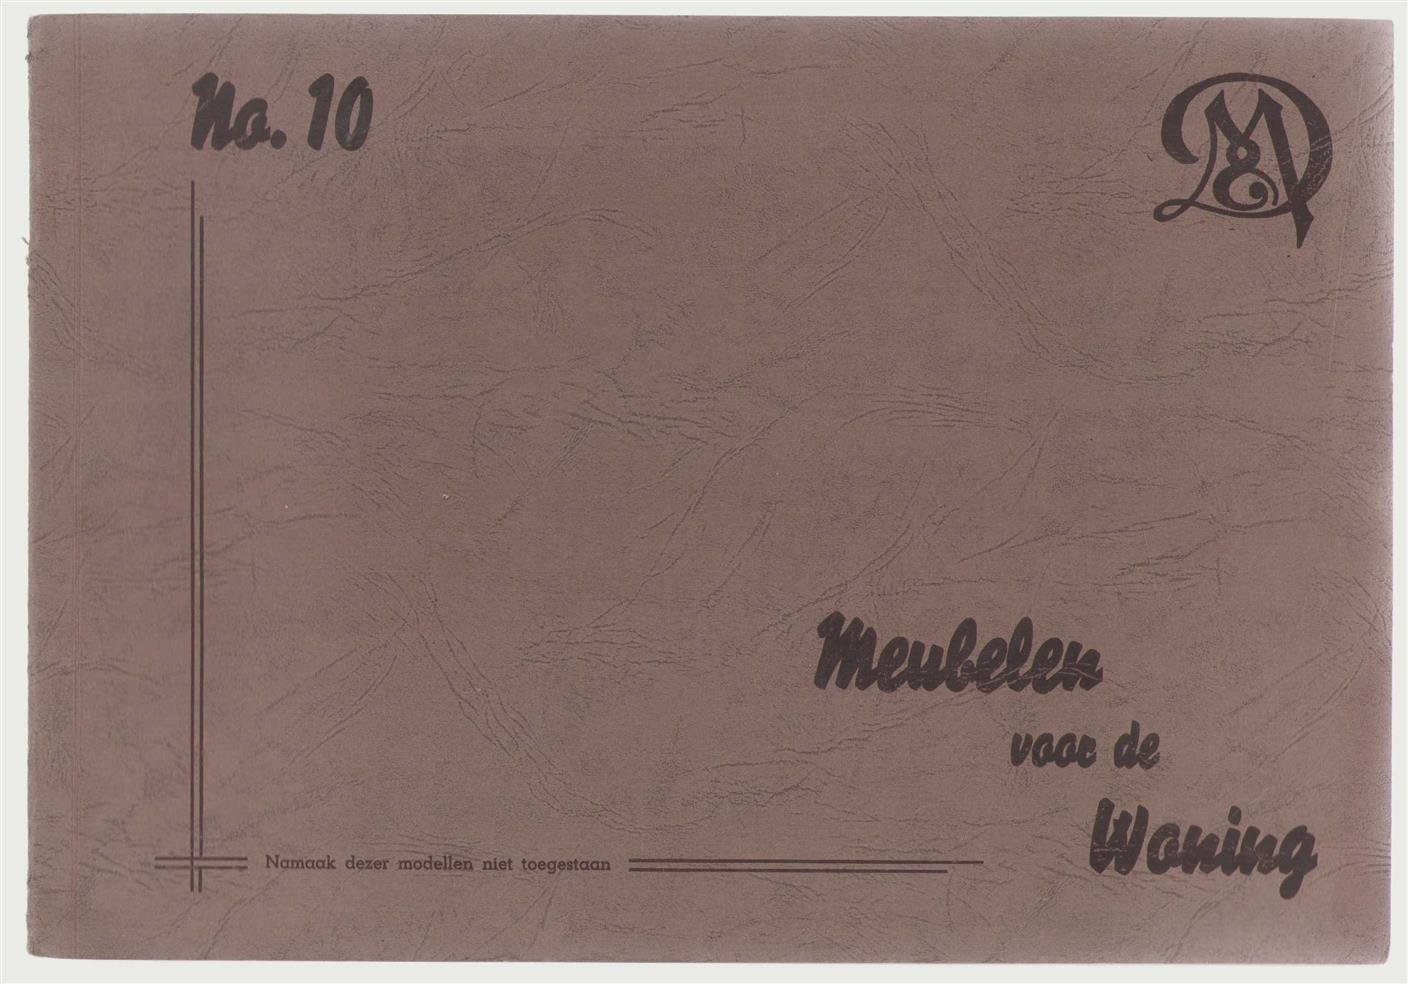 No. 10
Meubelen
voor de
Woning
Namaak dezer modellen niet toegestaan